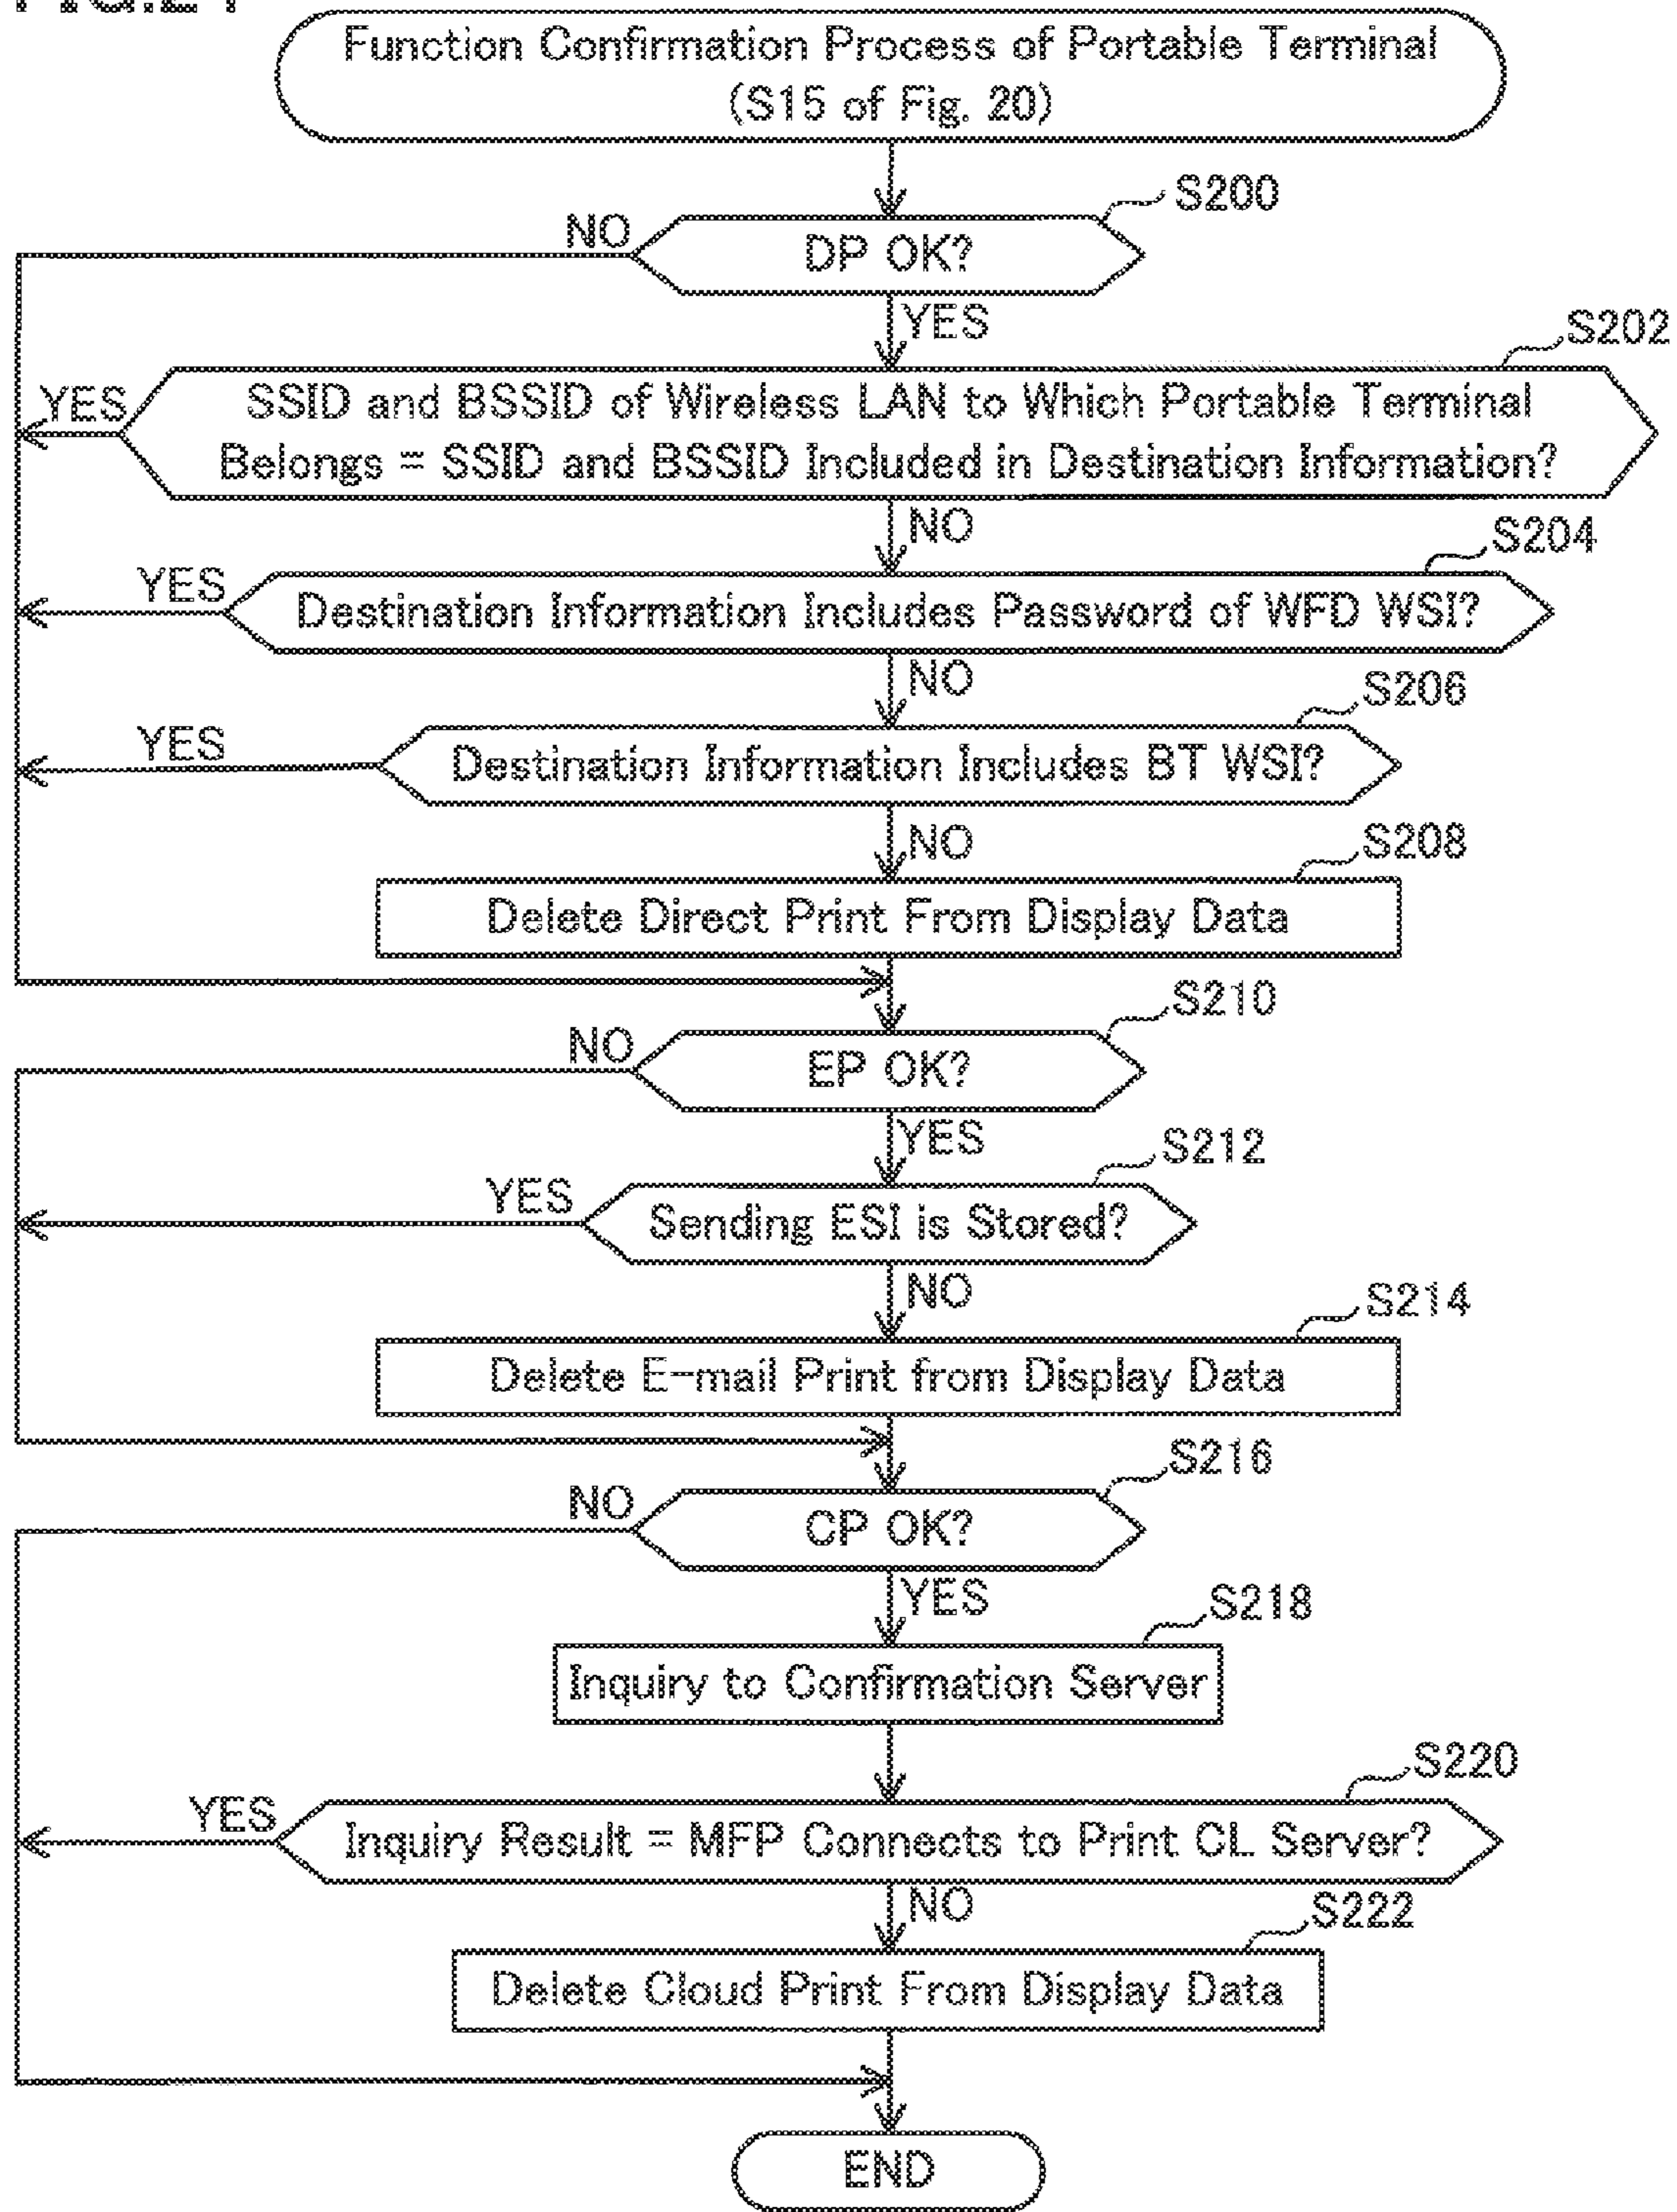 Function Confirmation Process of Portable Terminal
(S15 of Fig. 20)
S200
NO
DP OK?
YES
S202
YES
SSID and BSSID of Wireless LAN to Which Portable Terminal
Belongs = SSID and BSSID Included in Destination Information?
NO
S204
YES
Destination Information Includes Password of WFD WSI?
NO
S206
YES
Destination Information Includes BT WSI?
NO
S208
Delete Direct Print From Display Data
S210
NO
EP OK?
YES
S212
YES
Sending ESI is Stored?
NO
S214
Delete E-mail Print from Display Data
S216
NO
CP OK?
YES
S218
Inquiry to Confirmation Server
S220
YES
Inquiry Result = MFP Connects to Print CL Server?
NO
S222
Delete Cloud Print From Display Data
END